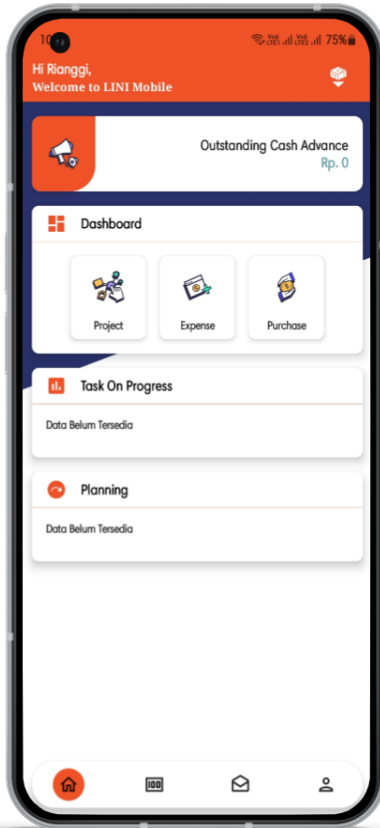 Hi Rianggi,
Welcome to LINI Mobile
75%
Outstanding Cash Advance
Rp. 0
Dashboard
Project Expense Purchase
Task On Progress
Data Belum Tersedia
Planning
Data Belum Tersedia